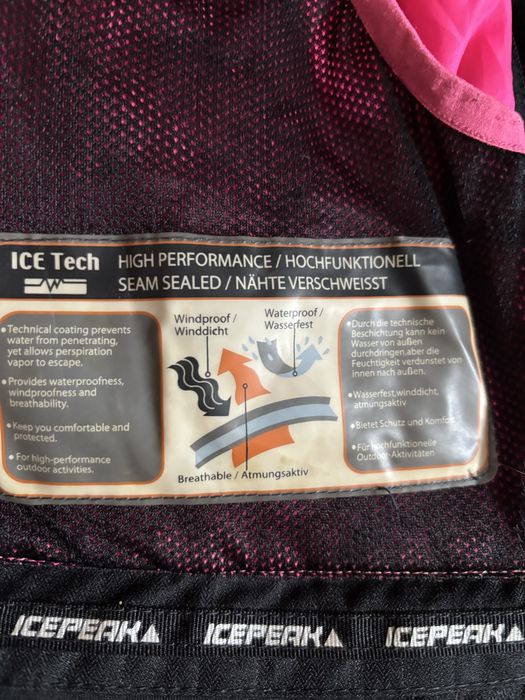 ICE Tech
HIGH PERFORMANCE / HOCHFUNKTIONELL
SEAM SEALED / NÄHTE VERSCHWEISST
•Technical coating prevents
water from penetrating,
yet allows perspiration
vapor to escape.
•Provides waterproofness,
windproofness and
breathability.
•Keep you comfortable and
protected.
•For high-performance
outdoor activities.
Windproof /
Winddicht
Waterproof /
Wasserfest
Breathable / Atmungsaktiv
•Durch die technische
Beschichtung kann kein
Wasser von außen
durchdringen,aber die
Feuchtigkeit verdunstet von
innen nach außen.
•Wasserfest,winddicht,
atmungsaktiv
•Bietet Schutz und Komfort
•Für hochfunktionelle
Outdoor-Aktivitäten
ICEPEAK ICEPEAK ICEPEAK